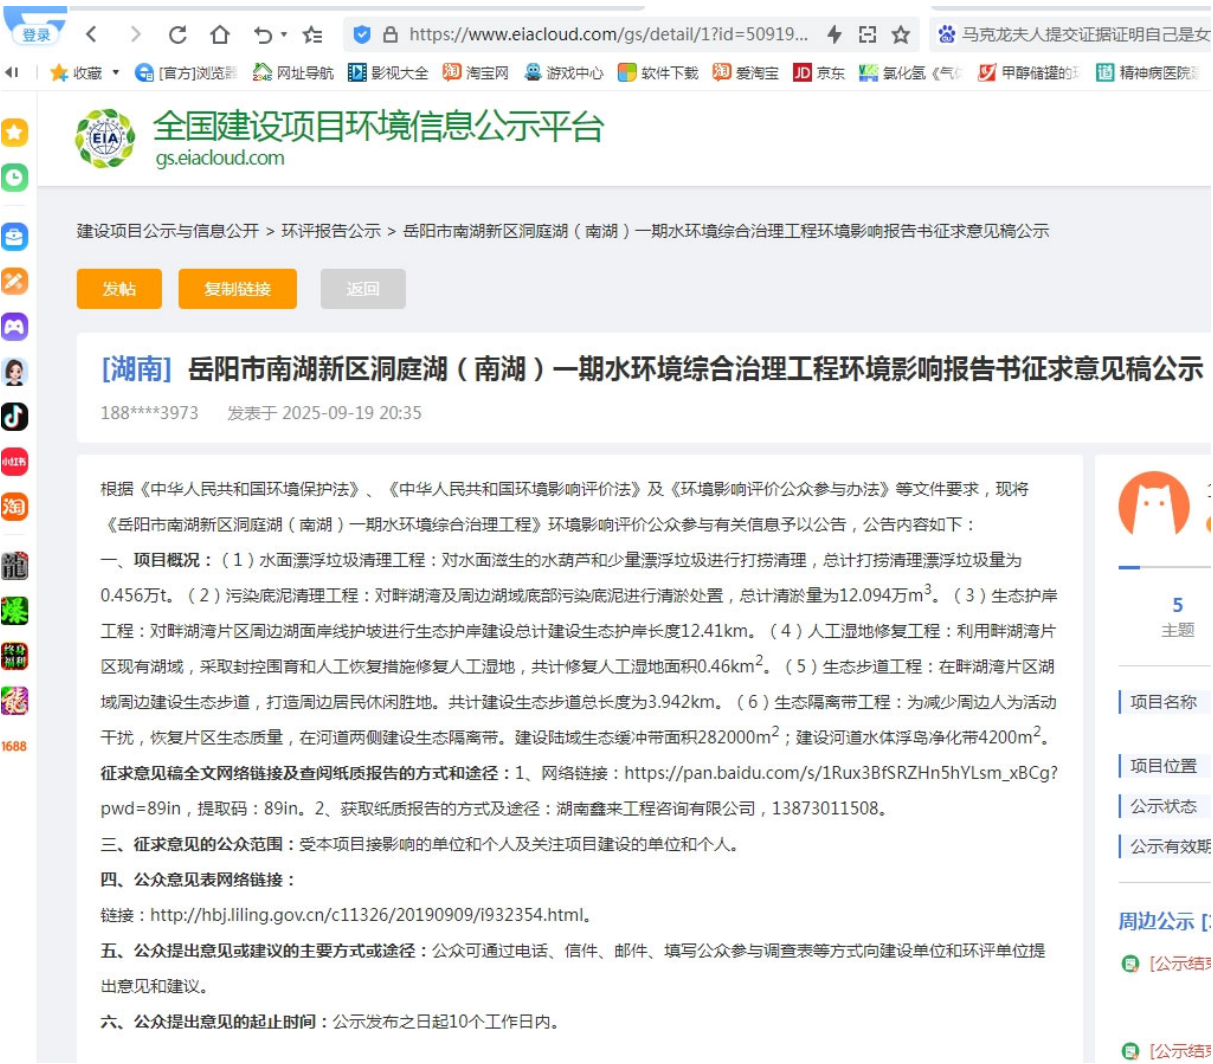 登录
https://www.eiacloud.com/gs/detail/1?id=50919...
马克龙夫人提交证据证明自己是女
收藏
[官方]浏览器
网址导航
影视大全
淘宝网
游戏中心
软件下载
爱淘宝
JD 京东
氯化氢《气体
甲醇储罐的环
精神病医院
EIA
全国建设项目环境信息公示平台
gs.eiacloud.com
建设项目公示与信息公开 > 环评报告公示 > 岳阳市南湖新区洞庭湖（南湖）一期水环境综合治理工程环境影响报告书征求意见稿公示
发帖
复制链接
返回
[湖南] 岳阳市南湖新区洞庭湖（南湖）一期水环境综合治理工程环境影响报告书征求意见稿公示
188****3973 发表于 2025-09-19 20:35
根据《中华人民共和国环境保护法》、《中华人民共和国环境影响评价法》及《环境影响评价公众参与办法》等文件要求，现将
《岳阳市南湖新区洞庭湖（南湖）一期水环境综合治理工程》环境影响评价公众参与有关信息予以公告，公告内容如下：
一、项目概况：（1）水面漂浮垃圾清理工程：对水面滋生的水葫芦和少量漂浮垃圾进行打捞清理，总计打捞清理漂浮垃圾量为
0.456万t。（2）污染底泥清理工程：对畔湖湾及周边湖域底部污染底泥进行清淤处置，总计清淤量为12.094万m³。（3）生态护岸
工程：对畔湖湾片区周边湖面岸线护坡进行生态护岸建设总计建设生态护岸长度12.41km。（4）人工湿地修复工程：利用畔湖湾片
区现有湖域，采取封控围育和人工恢复措施修复人工湿地，共计修复人工湿地面积0.46km²。（5）生态步道工程：在畔湖湾片区湖
域周边建设生态步道，打造周边居民休闲胜地。共计建设生态步道总长度为3.942km。（6）生态隔离带工程：为减少周边人为活动
干扰，恢复片区生态质量，在河道两侧建设生态隔离带。建设陆域生态缓冲带面积282000m²；建设河道水体浮岛净化带4200m²。
征求意见稿全文网络链接及查阅纸质报告的方式和途径：1、网络链接：https://pan.baidu.com/s/1Rux3BfSRZHn5hYLsm_xBCg?
pwd=89in，提取码：89in。2、获取纸质报告的方式及途径：湖南鑫来工程咨询有限公司，13873011508。
三、征求意见的公众范围：受本项目接影响的单位和个人及关注项目建设的单位和个人。
四、公众意见表网络链接：
链接：http://hbj.liling.gov.cn/c11326/20190909/i932354.html。
五、公众提出意见或建议的主要方式或途径：公众可通过电话、信件、邮件、填写公众参与调查表等方式向建设单位和环评单位提
出意见和建议。
六、公众提出意见的起止时间：公示发布之日起10个工作日内。
5
主题
项目名称
项目位置
公示状态
公示有效期
周边公示
[公示结束
[公示结束
小红书
淘
龍
爆
终身
福利
龍
1688